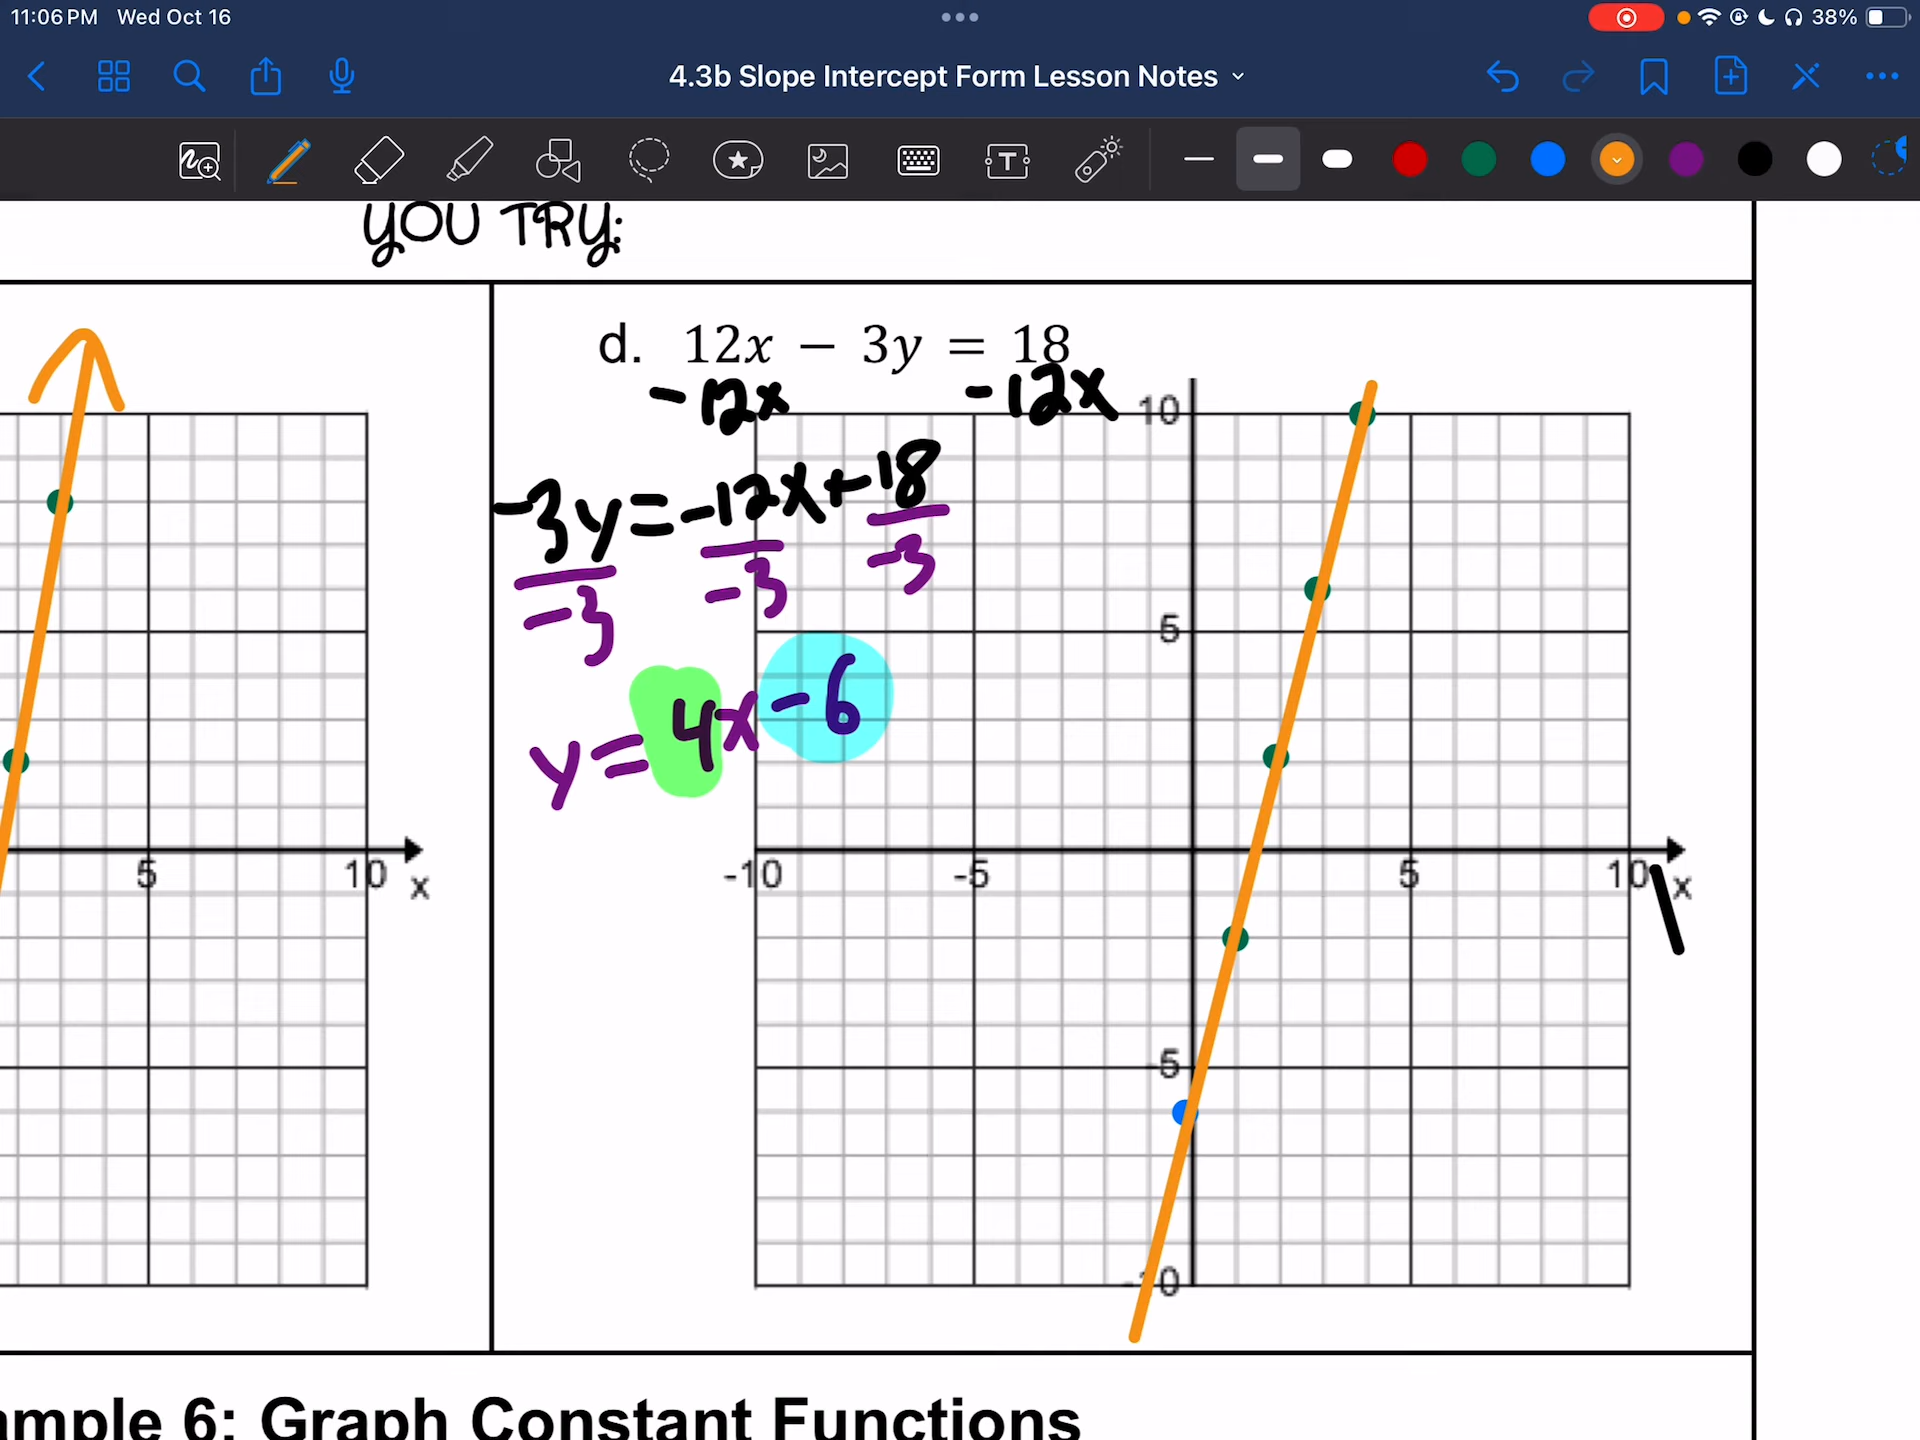 11:06 PM Wed Oct 16
38%
4.3b Slope Intercept Form Lesson Notes
T
YOU TRY:
d. 12x − 3y = 18
-12x -12x
-3y = -12x + 18
-3 -3 -3
y = 4x - 6
10
5
-10 -5 5 10 x
-5
-10
5 10 x
ample 6: Graph Constant Functions